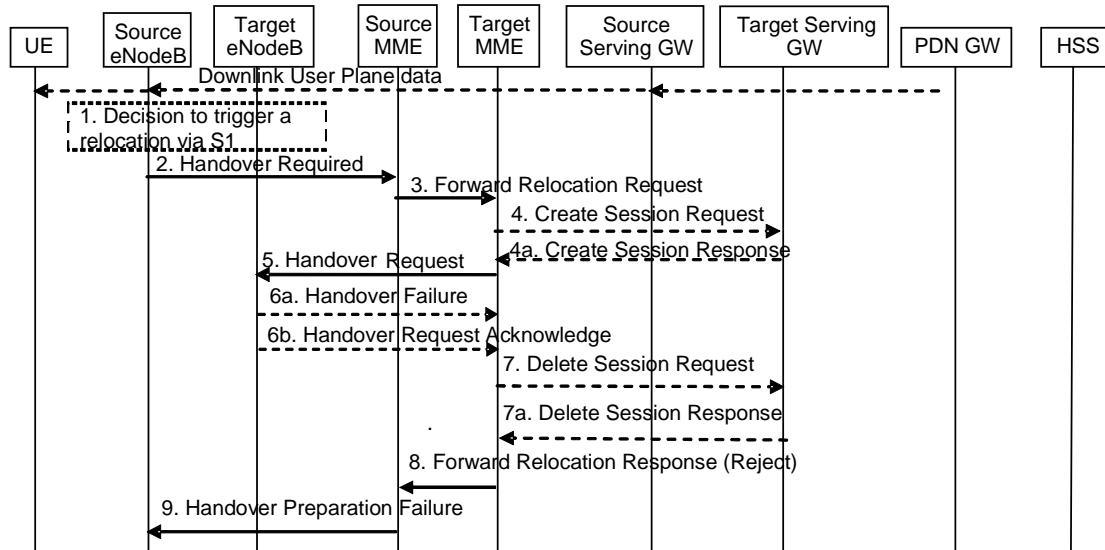 UE
Source
eNodeB
Target
eNodeB
Source
MME
Target
MME
Source
Serving GW
Target Serving
GW
PDN GW
HSS
Downlink User Plane data
1. Decision to trigger a
relocation via S1
2. Handover Required
3. Forward Relocation Request
4. Create Session Request
4a. Create Session Response
5. Handover Request
6a. Handover Failure
6b. Handover Request Acknowledge
7. Delete Session Request
7a. Delete Session Response
.
8. Forward Relocation Response (Reject)
9. Handover Preparation Failure